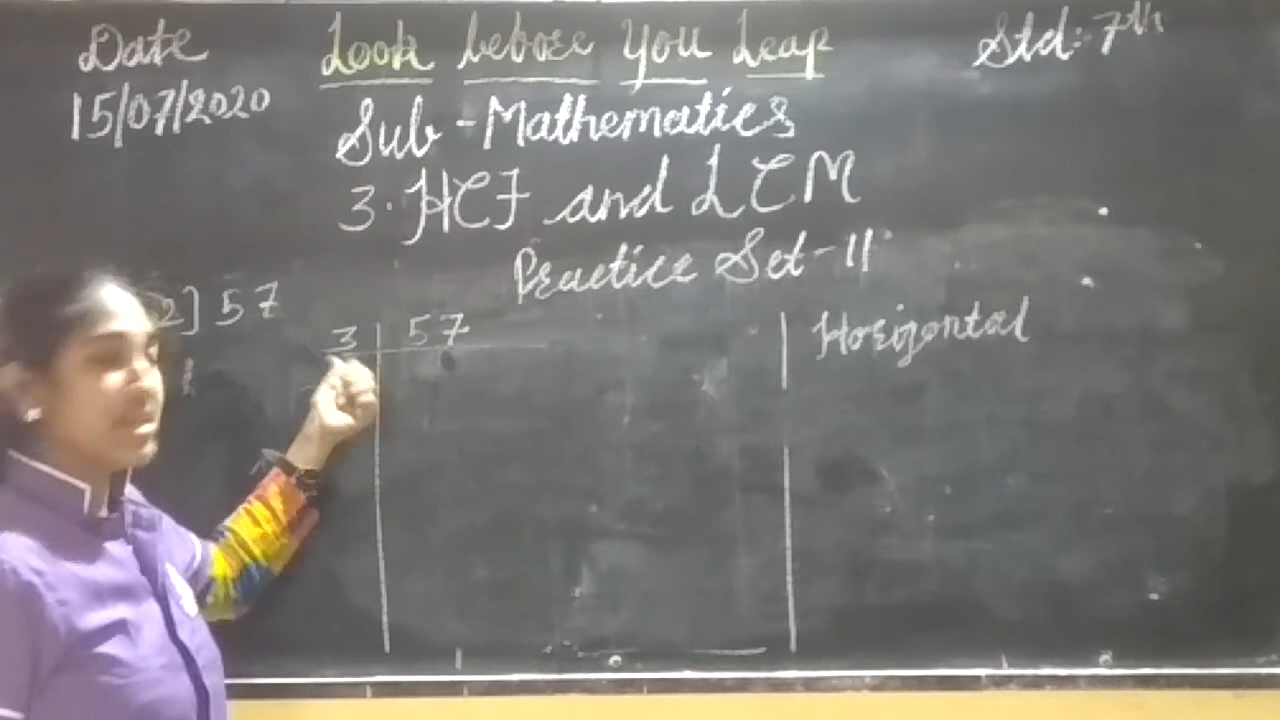 Date
15/07/2020
Look before You Leap
Std: 7th
Sub - Mathematics
3. HCF and LCM
Practice Set-11
2] 57
3 | 57
Horizontal